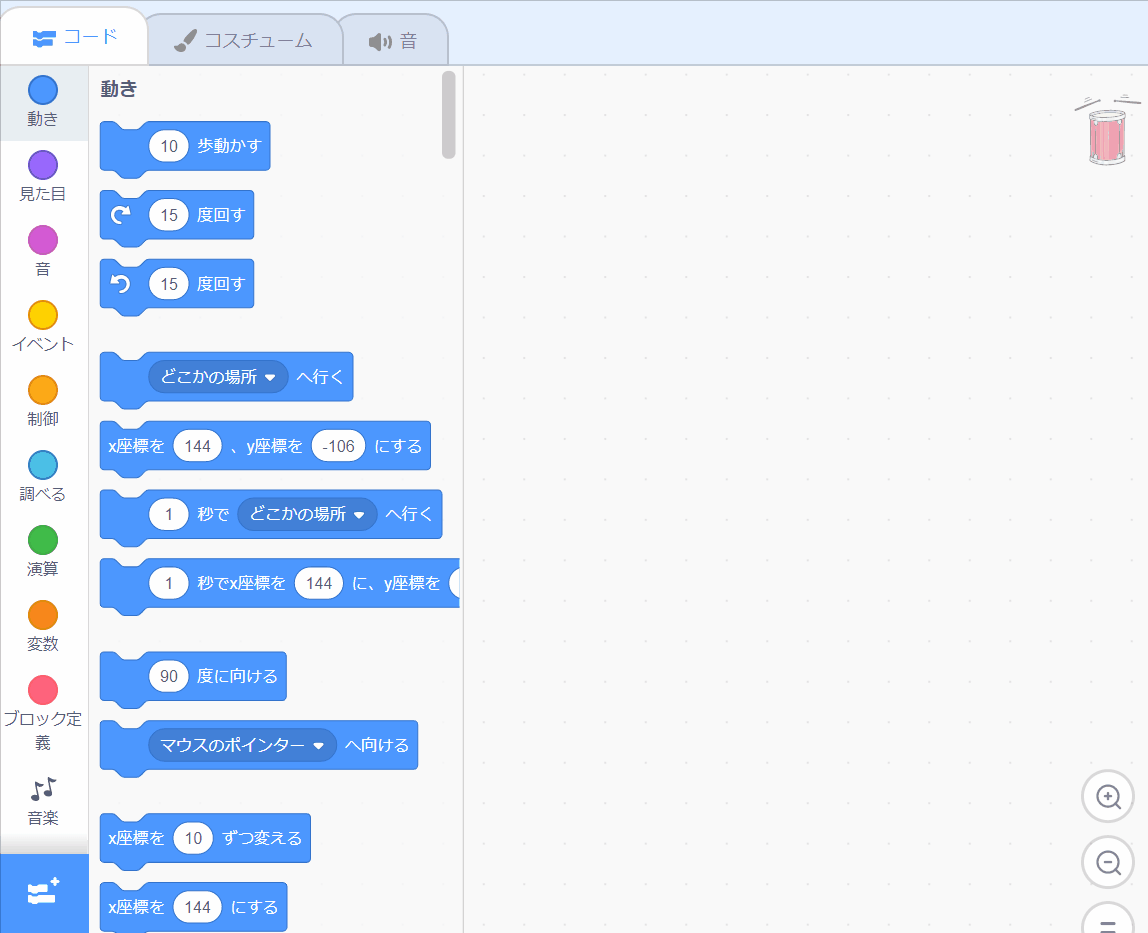 コード
コスチューム
音
動き
見た目
音
イベント
制御
調べる
演算
変数
ブロック定
義
音楽
動き
10 歩動かす
15 度回す
15 度回す
どこかの場所 へ行く
x座標を 144 、y座標を -106 にする
1 秒で どこかの場所 へ行く
1 秒でx座標を 144 に、y座標を
90 度に向ける
マウスのポインター へ向ける
x座標を 10 ずつ変える
x座標を 144 にする